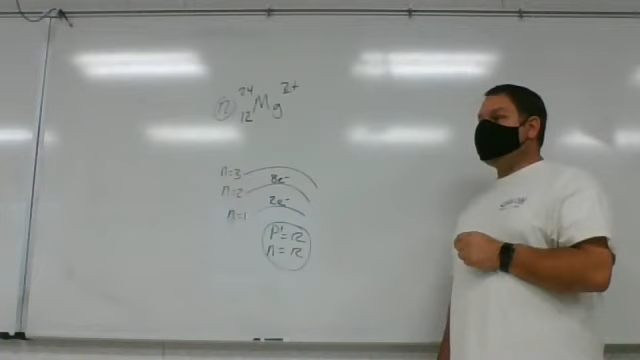 12 24 12 Mg 2+
n=3
8e-
n=2
2e-
n=1
P+ = 12
n = 12